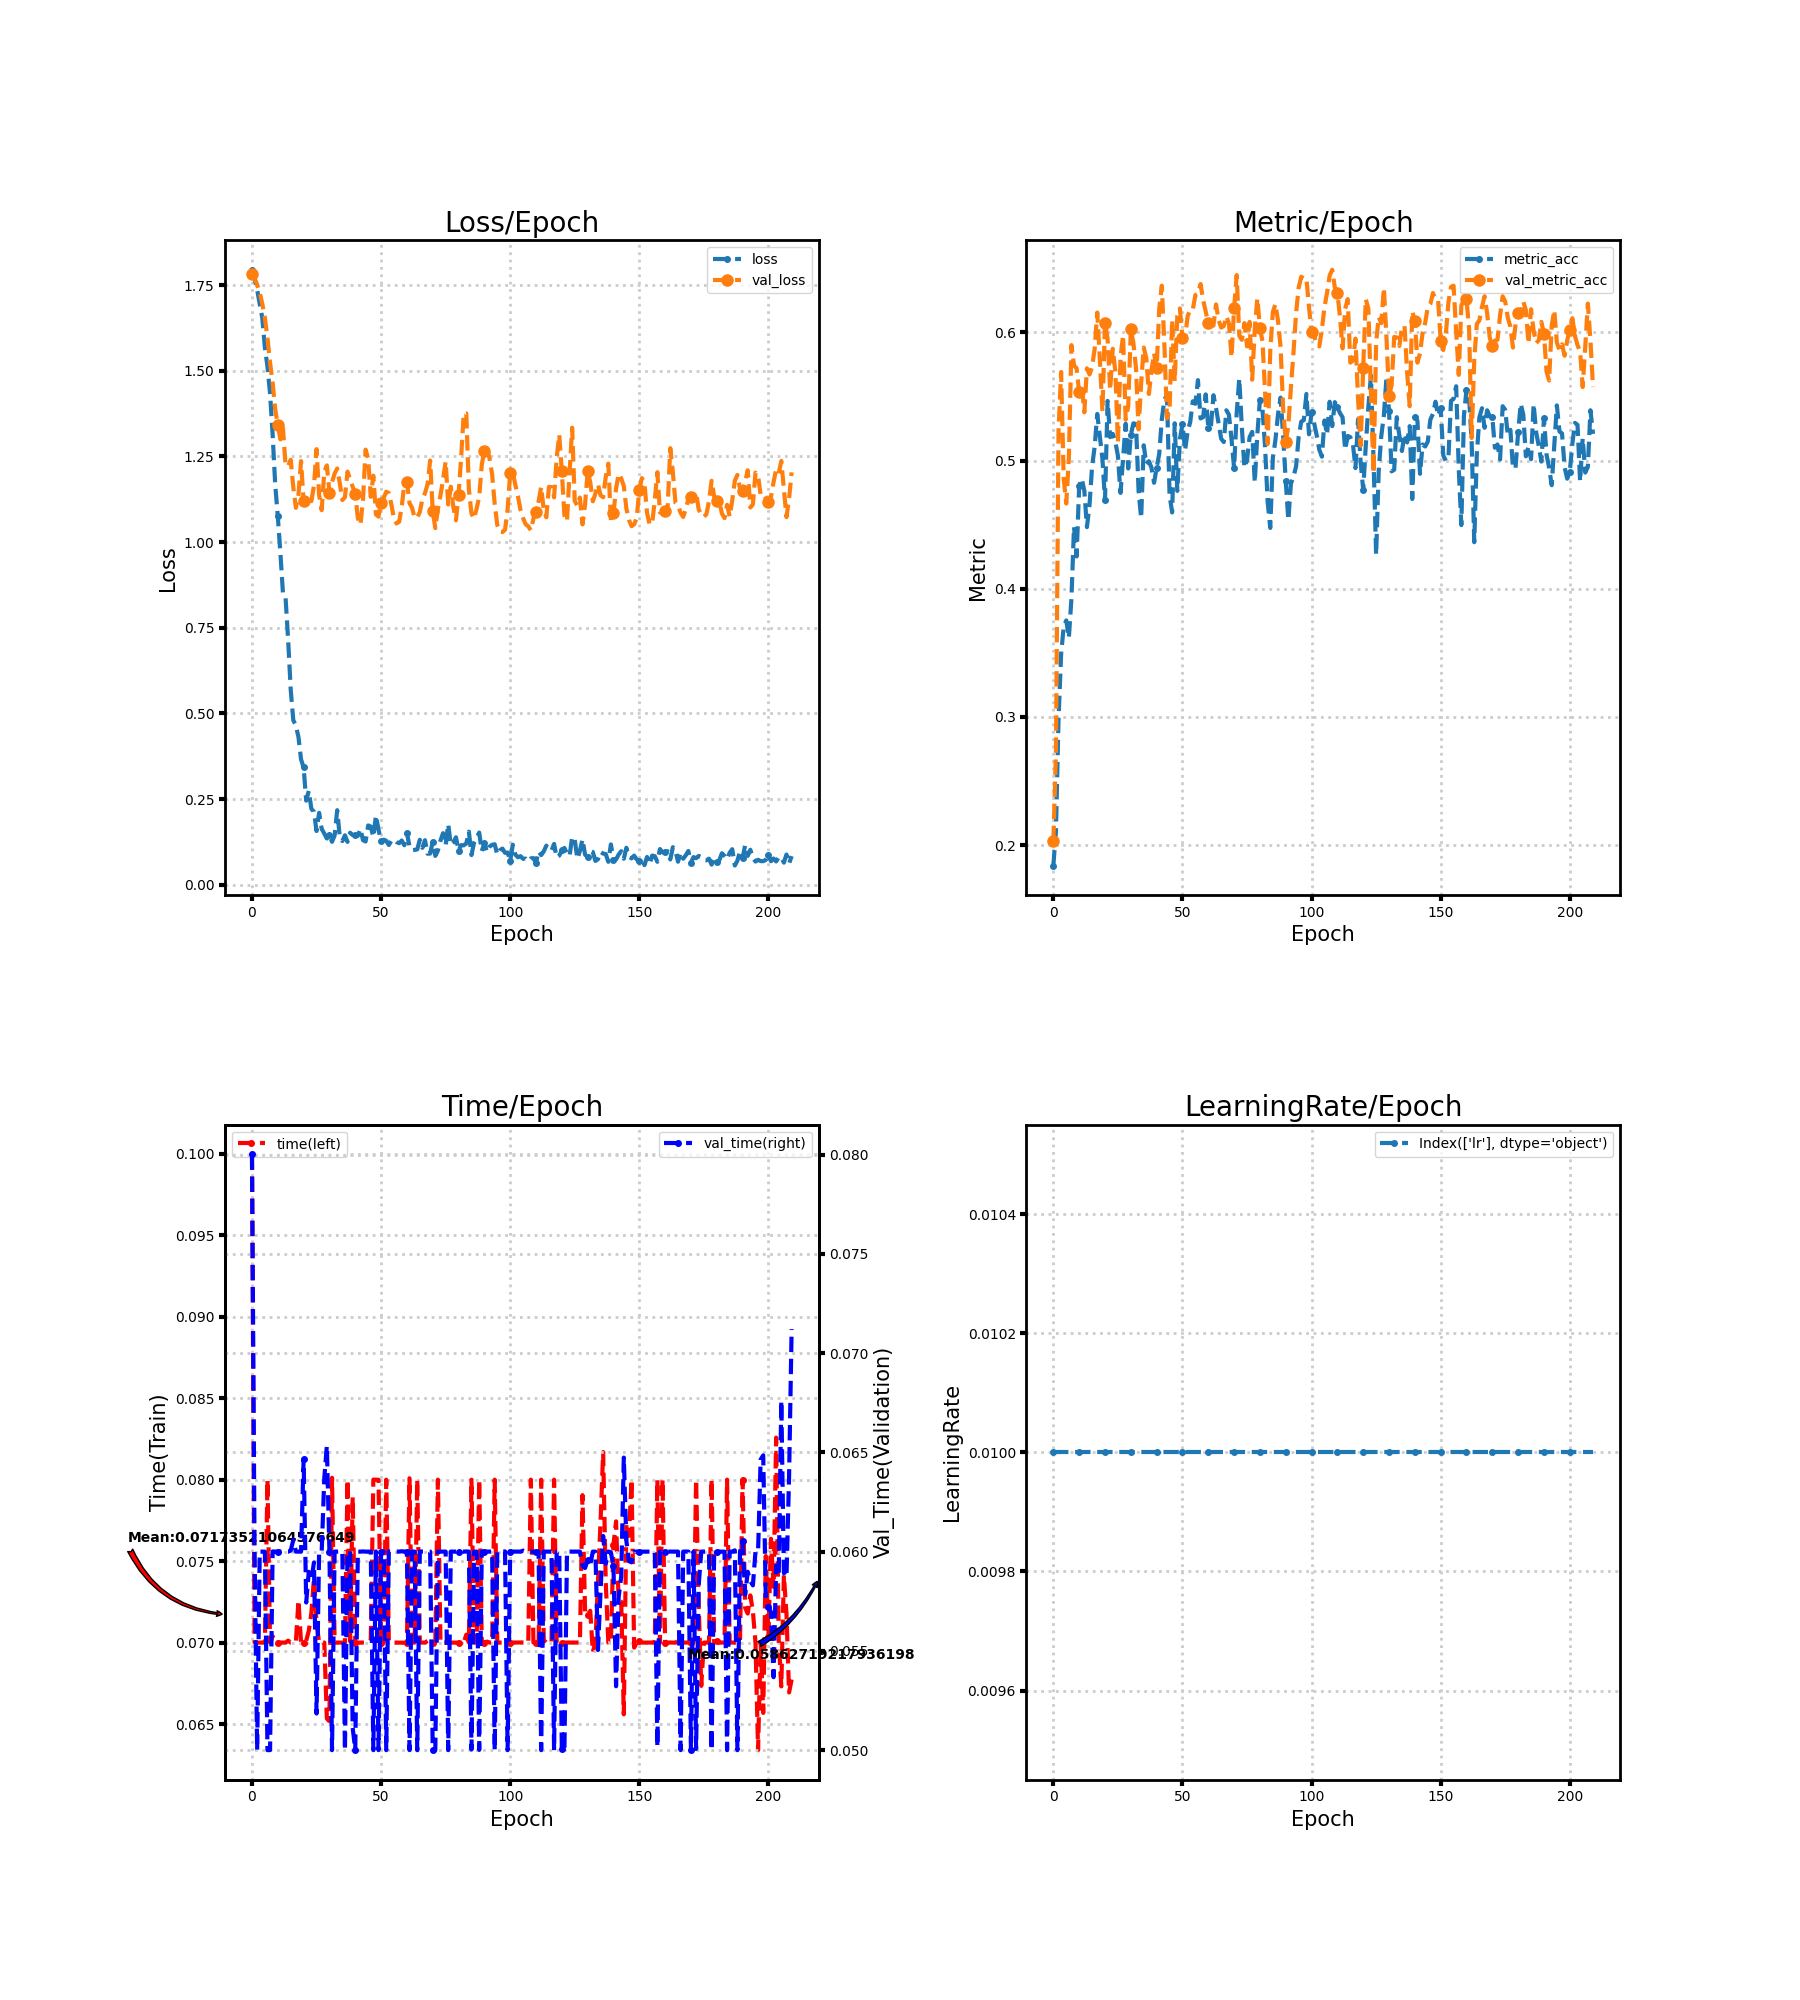 Loss/Epoch
loss
val_loss
1.75
1.50
1.25
1.00
0.75
0.50
0.25
0.00
Loss
0
50
100
150
200
Epoch
Metric/Epoch
metric_acc
val_metric_acc
0.6
0.5
0.4
0.3
0.2
Metric
0
50
100
150
200
Epoch
Time/Epoch
time(left)
val_time(right)
0.100
0.095
0.090
0.085
0.080
0.075
0.070
0.065
Time(Train)
Mean:0.07173521064576649
0.080
0.075
0.070
0.065
0.060
0.055
0.050
Val_Time(Validation)
Mean:0.05862719217936198
0
50
100
150
200
Epoch
LearningRate/Epoch
Index(['lr'], dtype='object')
0.0104
0.0102
0.0100
0.0098
0.0096
LearningRate
0
50
100
150
200
Epoch